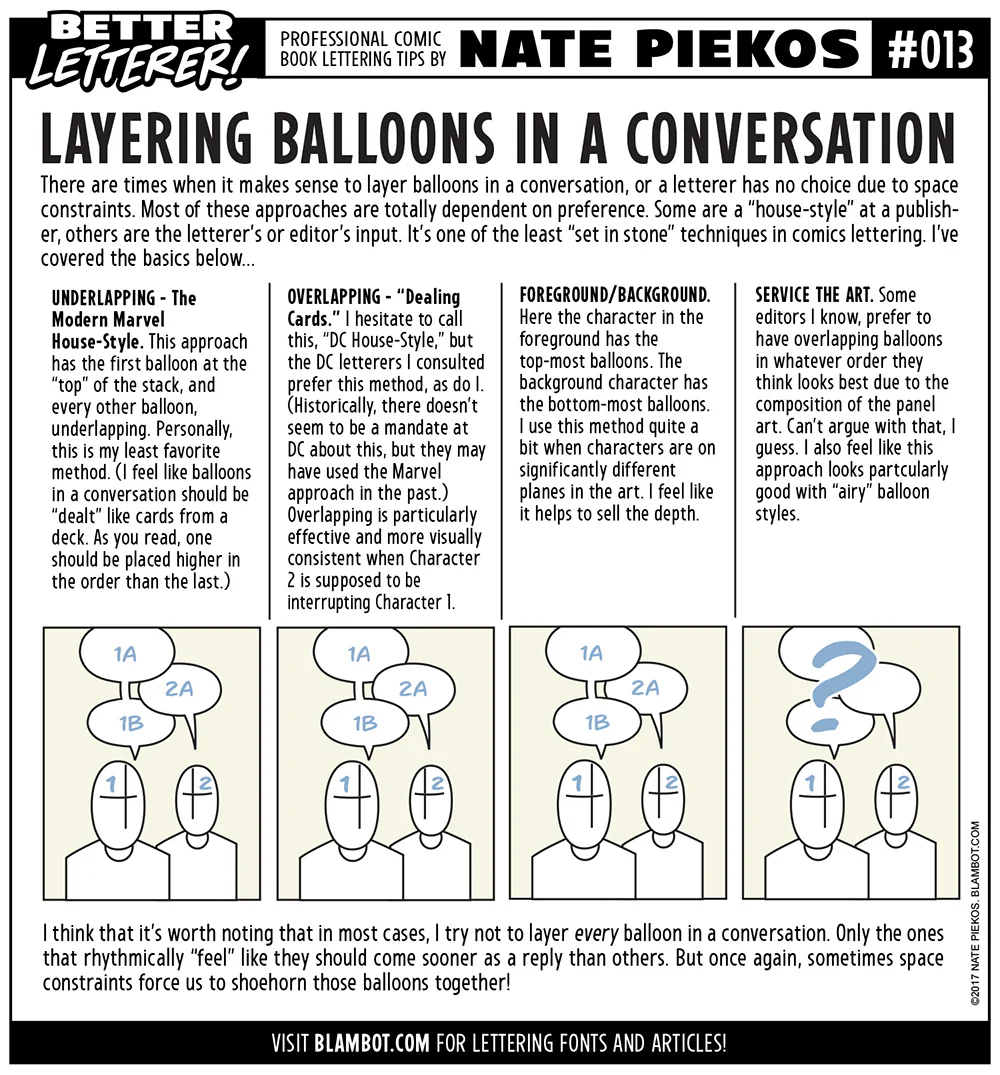 BETTER
LETTERER!
PROFESSIONAL COMIC
BOOK LETTERING TIPS BY
NATE PIEKOS
#013
LAYERING BALLOONS IN A CONVERSATION
There are times when it makes sense to layer balloons in a conversation, or a letterer has no choice due to space
constraints. Most of these approaches are totally dependent on preference. Some are a “house-style” at a publish-
er, others are the letterer’s or editor’s input. It’s one of the least “set in stone” techniques in comics lettering. I’ve
covered the basics below...
UNDERLAPPING - The
Modern Marvel
House-Style. This approach
has the first balloon at the
“top” of the stack, and
every other balloon,
underlapping. Personally,
this is my least favorite
method. (I feel like balloons
in a conversation should be
“dealt” like cards from a
deck. As you read, one
should be placed higher in
the order than the last.)
OVERLAPPING - “Dealing
Cards.” I hesitate to call
this, “DC House-Style,” but
the DC letterers I consulted
prefer this method, as do I.
(Historically, there doesn’t
seem to be a mandate at
DC about this, but they may
have used the Marvel
approach in the past.)
Overlapping is particularly
effective and more visually
consistent when Character
2 is supposed to be
interrupting Character 1.
FOREGROUND/BACKGROUND.
Here the character in the
foreground has the
top-most balloons. The
background character has
the bottom-most balloons.
I use this method quite a
bit when characters are on
significantly different
planes in the art. I feel like
it helps to sell the depth.
SERVICE THE ART. Some
editors I know, prefer to
have overlapping balloons
in whatever order they
think looks best due to the
composition of the panel
art. Can’t argue with that, I
guess. I also feel like this
approach looks partcularly
good with “airy” balloon
styles.
1A
2A
1B
1
2
1A
2A
1B
1
2
1A
2A
1B
1
2
?
1
2
I think that it’s worth noting that in most cases, I try not to layer every balloon in a conversation. Only the ones
that rhythmically “feel” like they should come sooner as a reply than others. But once again, sometimes space
constraints force us to shoehorn those balloons together!
©2017 NATE PIEKOS. BLAMBOT.COM
VISIT BLAMBOT.COM FOR LETTERING FONTS AND ARTICLES!